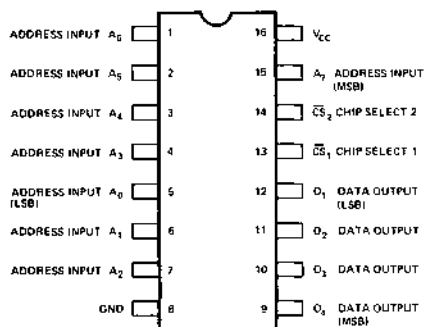 ADDRESS INPUT A₆ 1 16 V_CC
ADDRESS INPUT A₅ 2 15 A₇ ADDRESS INPUT
(MSB)
ADDRESS INPUT A₄ 3 14 C̅S̅₂ CHIP SELECT 2
ADDRESS INPUT A₃ 4 13 C̅S̅₁ CHIP SELECT 1
ADDRESS INPUT A₀ 5 12 O₁ DATA OUTPUT
(LSB) (LSB)
ADDRESS INPUT A₁ 6 11 O₂ DATA OUTPUT
ADDRESS INPUT A₂ 7 10 O₃ DATA OUTPUT
GND 8 9 O₄ DATA OUTPUT
(MSB)